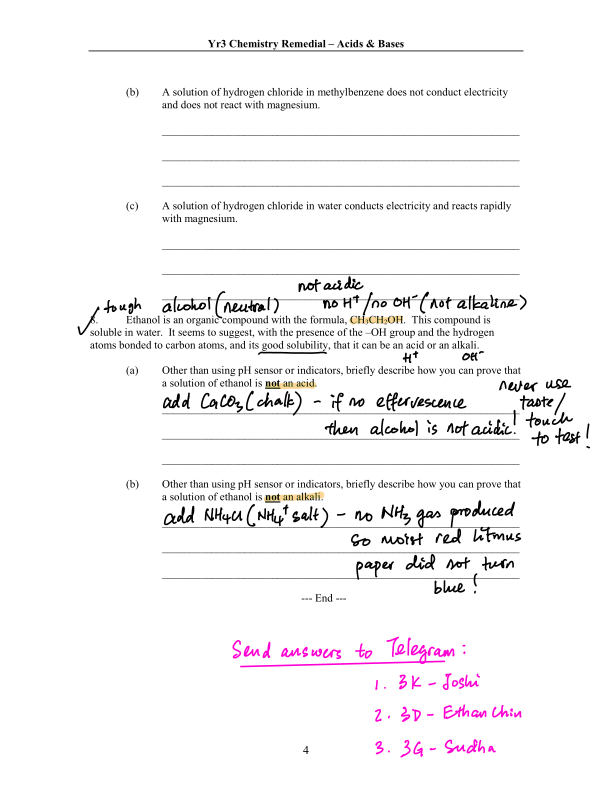 Yr3 Chemistry Remedial – Acids & Bases
(b) A solution of hydrogen chloride in methylbenzene does not conduct electricity
and does not react with magnesium.
(c) A solution of hydrogen chloride in water conducts electricity and reacts rapidly
with magnesium.
not acidic
tough alcohol (neutral) no H⁺/no OH⁻ (not alkaline)
Ethanol is an organic compound with the formula, CH₃CH₂OH. This compound is
soluble in water. It seems to suggest, with the presence of the –OH group and the hydrogen
atoms bonded to carbon atoms, and its good solubility, that it can be an acid or an alkali.
H⁺ OH⁻
(a) Other than using pH sensor or indicators, briefly describe how you can prove that
a solution of ethanol is not an acid.
add CaCO₃ (chalk) – if no effervescence
then alcohol is not acidic!
never use
taste/
touch
to test!
(b) Other than using pH sensor or indicators, briefly describe how you can prove that
a solution of ethanol is not an alkali.
add NH₄Cl (NH₄⁺ salt) – no NH₃ gas produced
so moist red litmus
paper did not turn
blue!
--- End ---
Send answers to Telegram:
1. 3K – Joshi
2. 3D – Ethan Chin
3. 3G – Sudha
4